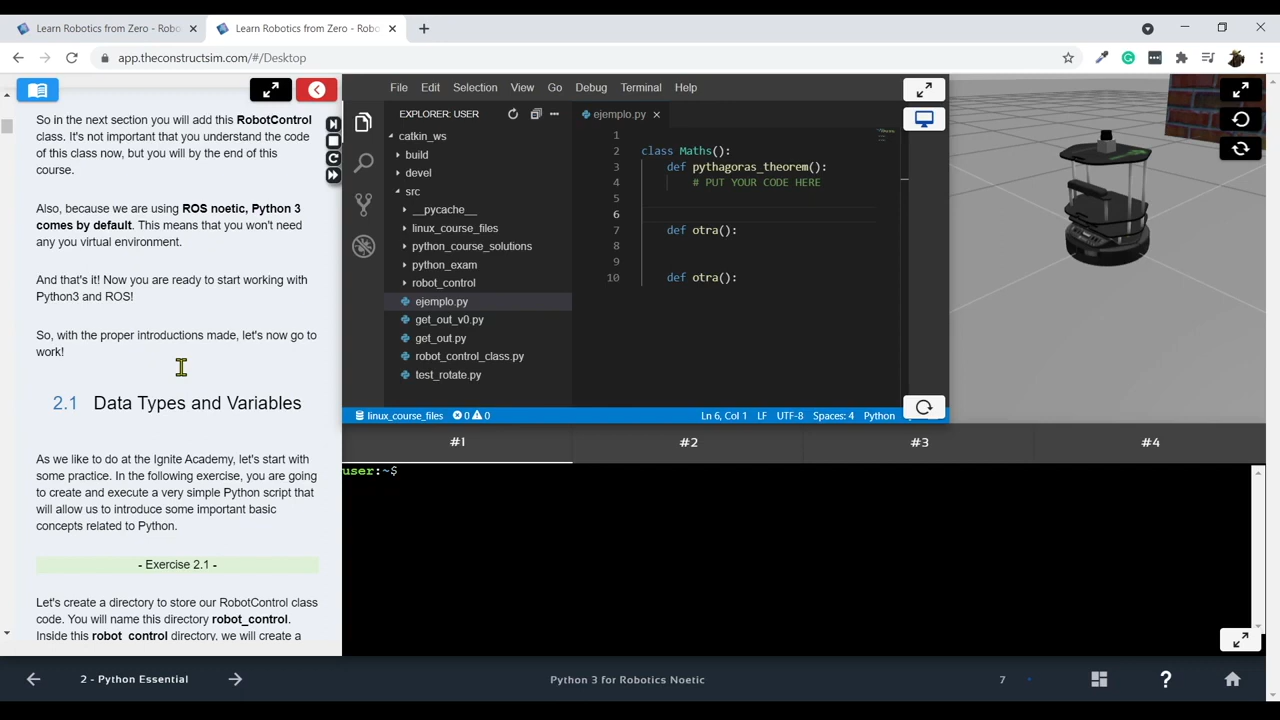 Learn Robotics from Zero - Robo
Learn Robotics from Zero - Robo
app.theconstructsim.com/#/Desktop
So in the next section you will add this RobotControl
class. It's not important that you understand the code
of this class now, but you will by the end of this
course.
Also, because we are using ROS noetic, Python 3
comes by default. This means that you won't need
any you virtual environment.
And that's it! Now you are ready to start working with
Python3 and ROS!
So, with the proper introductions made, let's now go to
work!
2.1 Data Types and Variables
As we like to do at the Ignite Academy, let's start with
some practice. In the following exercise, you are going
to create and execute a very simple Python script that
will allow us to introduce some important basic
concepts related to Python.
- Exercise 2.1 -
Let's create a directory to store our RobotControl class
code. You will name this directory robot_control.
Inside this robot_control directory, we will create a
File Edit Selection View Go Debug Terminal Help
EXPLORER: USER
catkin_ws
build
devel
src
__pycache__
linux_course_files
python_course_solutions
python_exam
robot_control
ejemplo.py
get_out_v0.py
get_out.py
robot_control_class.py
test_rotate.py
ejemplo.py
1
2 class Maths():
3 def pythagoras_theorem():
4 # PUT YOUR CODE HERE
5
6
7 def otra():
8
9
10 def otra():
linux_course_files 0 0 Ln 6, Col 1 LF UTF-8 Spaces: 4 Python
#1 #2 #3 #4
user:~$
2 - Python Essential
Python 3 for Robotics Noetic
7
?